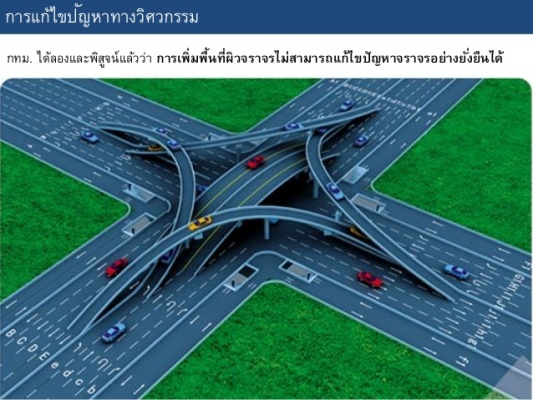 การแก้ไขปัญหาทางวิศวกรรม
กทม. ได้ลองและพิสูจน์แล้วว่า การเพิ่มพื้นที่ผิวจราจรไม่สามารถแก้ไขปัญหาจราจรอย่างยั่งยืนได้
B C D E e d c b